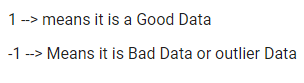 1 --> means it is a Good Data
-1 --> Means it is Bad Data or outlier Data